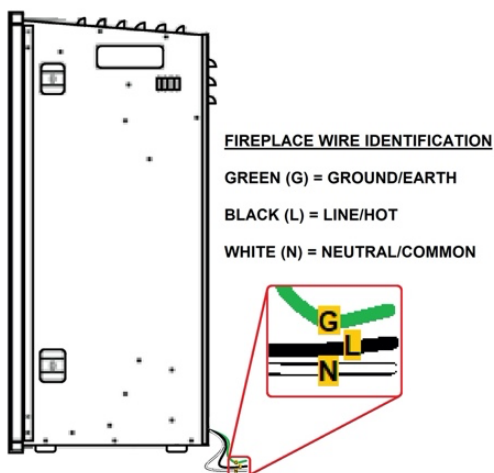 FIREPLACE WIRE IDENTIFICATION
GREEN (G) = GROUND/EARTH
BLACK (L) = LINE/HOT
WHITE (N) = NEUTRAL/COMMON
G
L
N